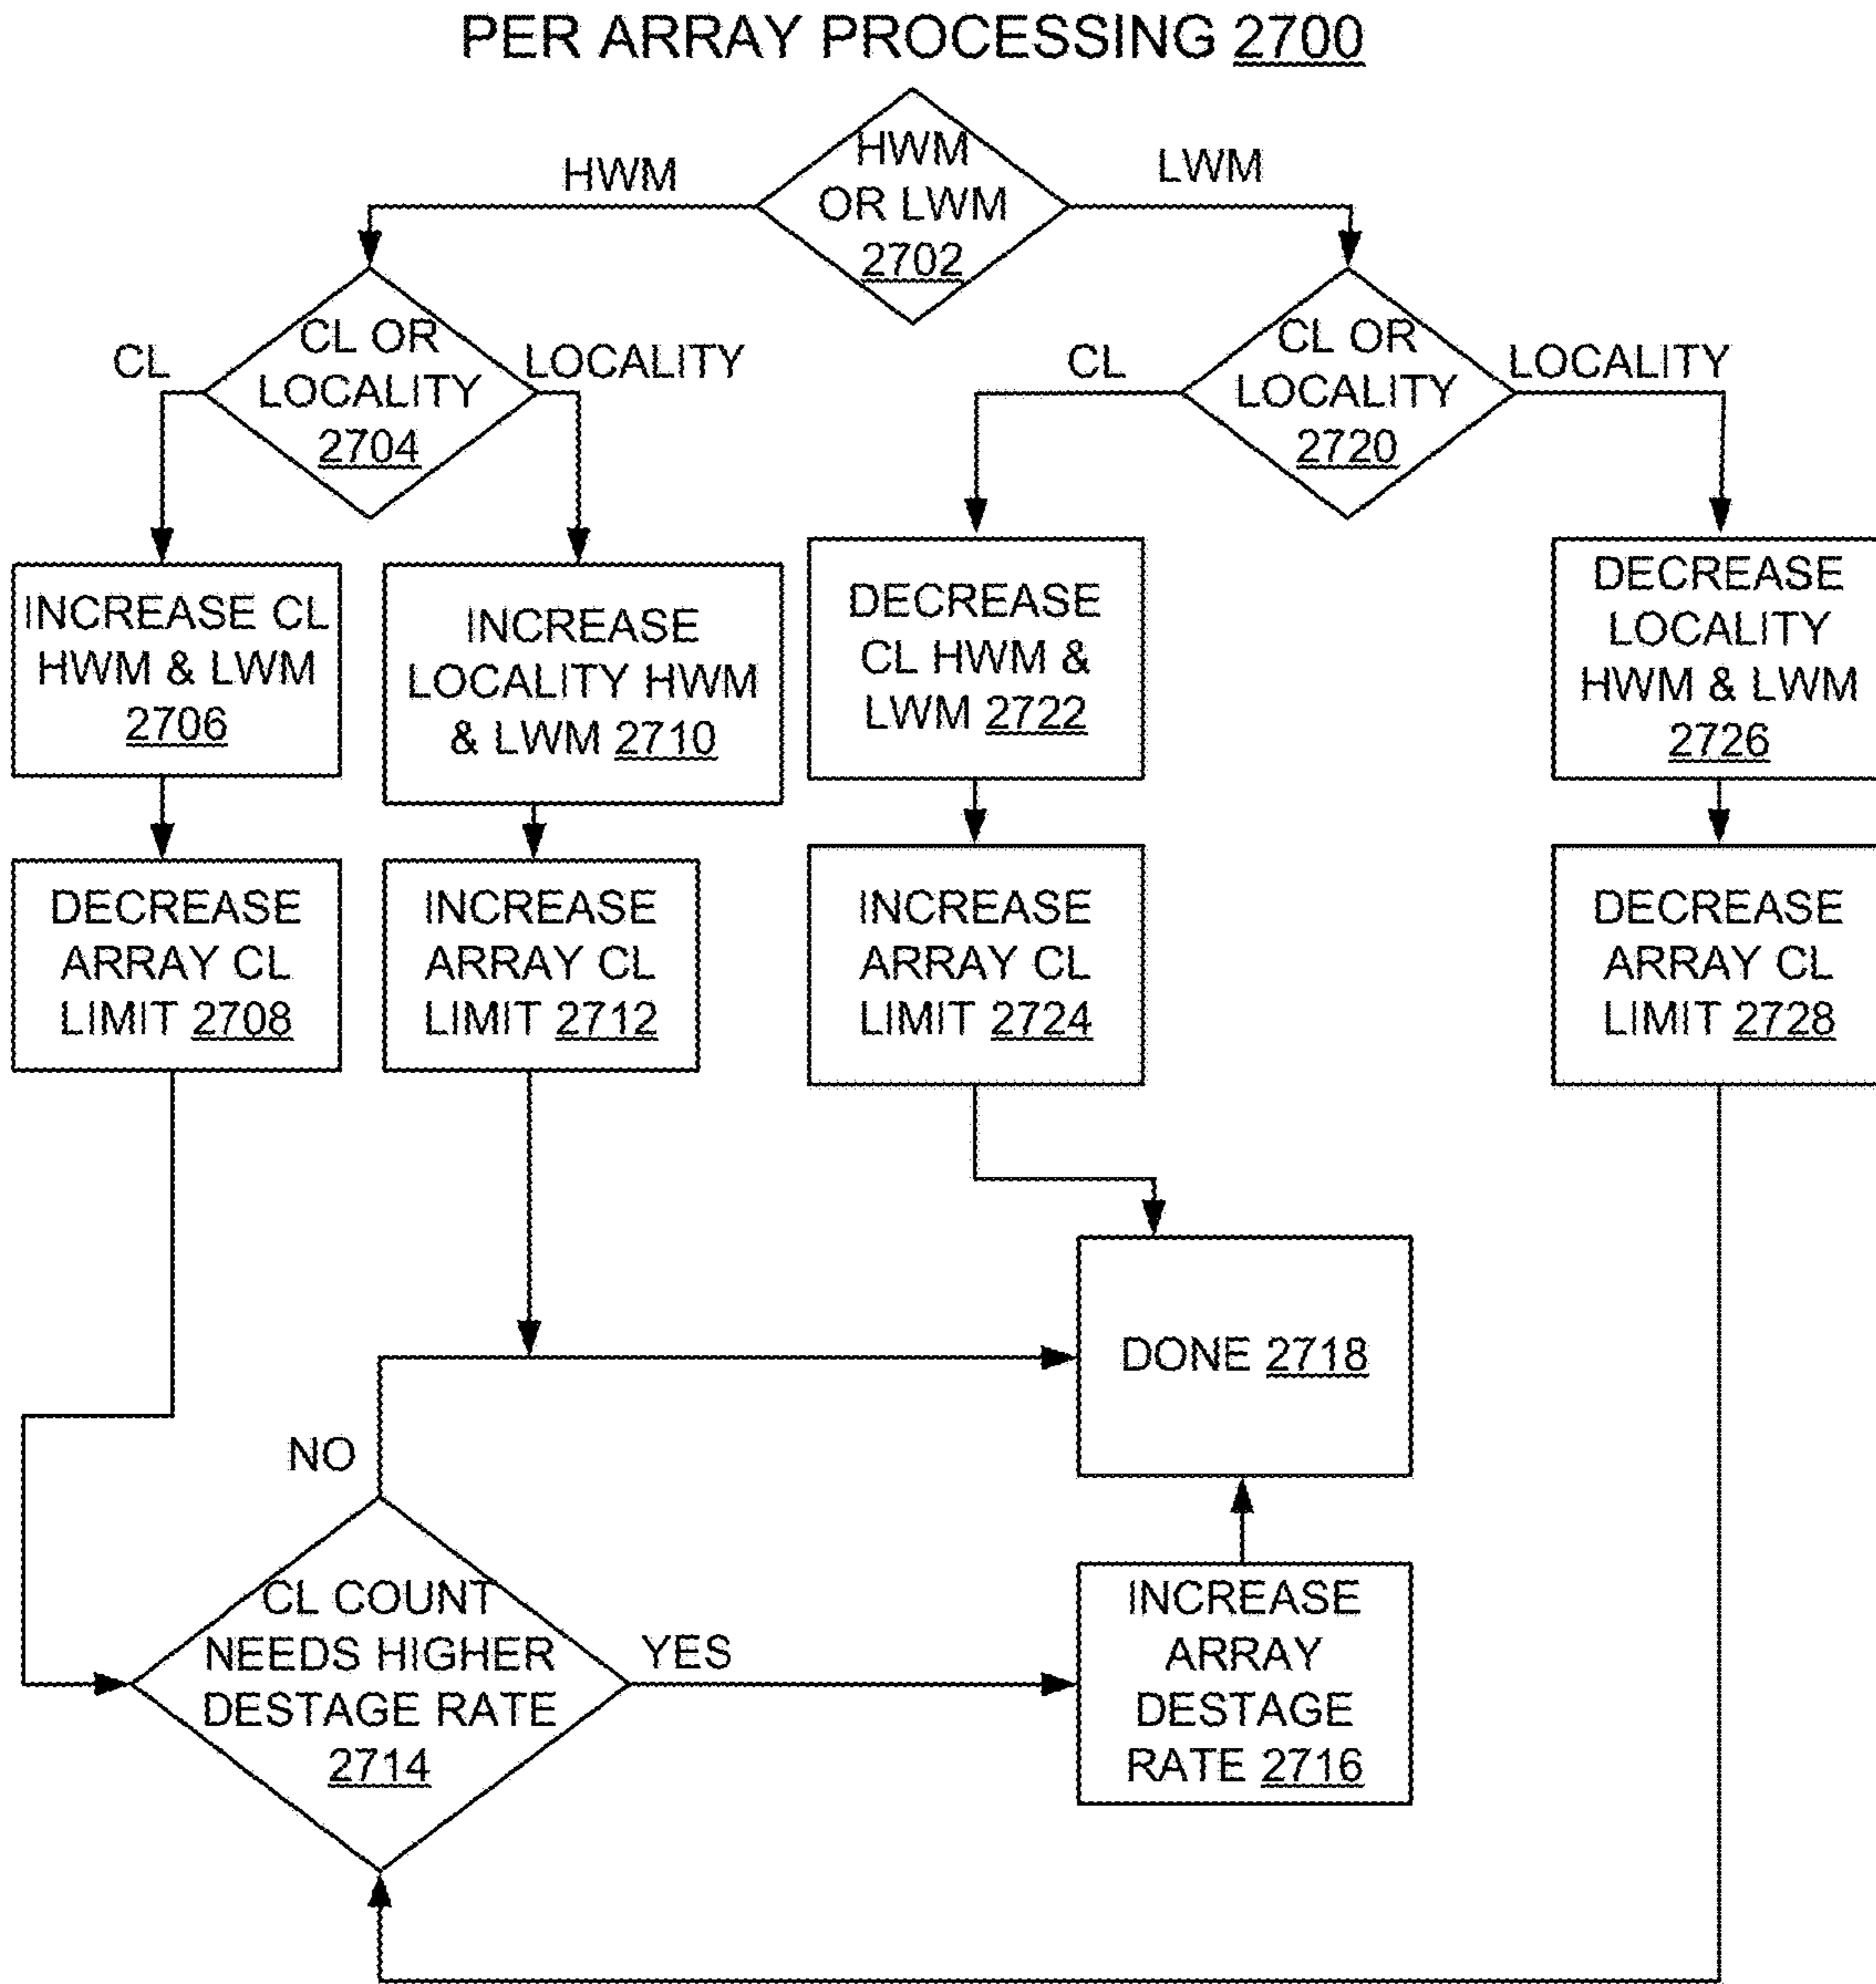 PER ARRAY PROCESSING 2700
HWM
OR LWM
2702
HWM
LWM
CL OR
LOCALITY
2704
CL
LOCALITY
CL OR
LOCALITY
2720
CL
LOCALITY
INCREASE CL
HWM & LWM
2706
INCREASE
LOCALITY HWM
& LWM 2710
DECREASE
CL HWM &
LWM 2722
DECREASE
LOCALITY
HWM & LWM
2726
DECREASE
ARRAY CL
LIMIT 2708
INCREASE
ARRAY CL
LIMIT 2712
INCREASE
ARRAY CL
LIMIT 2724
DECREASE
ARRAY CL
LIMIT 2728
DONE 2718
NO
CL COUNT
NEEDS HIGHER
DESTAGE RATE
2714
YES
INCREASE
ARRAY
DESTAGE
RATE 2716